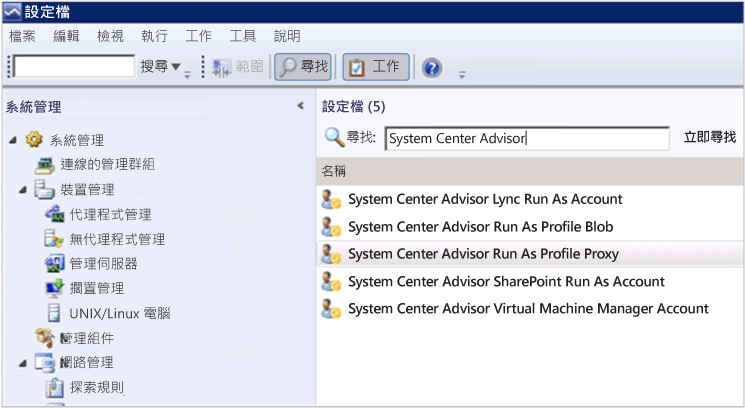 設定檔
檔案 編輯 檢視 執行 工作 工具 說明
搜尋 範圍 尋找 工作
系統管理
系統管理
連線的管理群組
裝置管理
代理程式管理
無代理程式管理
管理伺服器
擱置管理
UNIX/Linux 電腦
管理組件
網路管理
探索規則
設定檔 (5)
尋找: System Center Advisor 立即尋找
名稱
System Center Advisor Lync Run As Account
System Center Advisor Run As Profile Blob
System Center Advisor Run As Profile Proxy
System Center Advisor SharePoint Run As Account
System Center Advisor Virtual Machine Manager Account